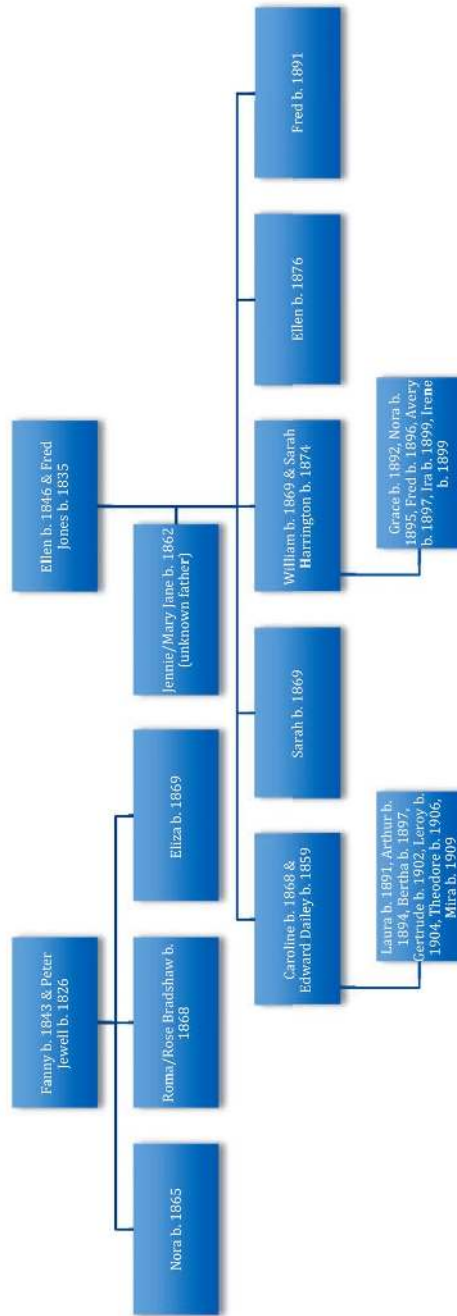 Fanny b. 1843 & Peter
Jewell b. 1826
Ellen b. 1846 & Fred
Jones b. 1835
Nora b. 1865
Roma/Rose Bradshaw b.
1868
Eliza b. 1869
Jennie/Mary Jane b. 1862
(unknown father)
Caroline b. 1868 &
Edward Dailey b. 1859
Sarah b. 1869
William b. 1869 & Sarah
Harrington b. 1874
Ellen b. 1876
Fred b. 1891
Laura b. 1891, Arthur b.
1894, Bertha b. 1897,
Gertrude b. 1902, Leroy b.
1904, Theodore b. 1906,
Mira b. 1909
Grace b. 1892, Nora b.
1895, Fred b. 1896, Avery
b. 1897, Ira b. 1899, Irene
b. 1899